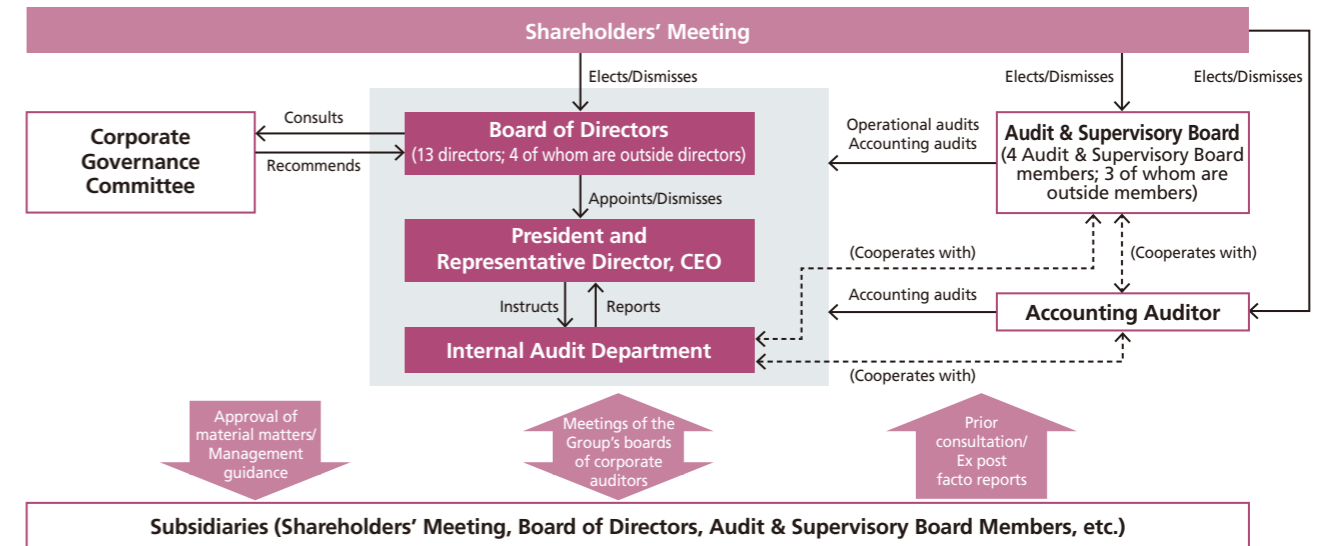 Shareholders’ Meeting
Elects/Dismisses
Elects/Dismisses
Elects/Dismisses
Corporate
Governance
Committee
Consults
Recommends
Board of Directors
(13 directors; 4 of whom are outside directors)
Operational audits
Accounting audits
Audit & Supervisory Board
(4 Audit & Supervisory Board
members; 3 of whom are
outside members)
Appoints/Dismisses
President and
Representative Director, CEO
(Cooperates with)
(Cooperates with)
Instructs
Reports
Accounting audits
Accounting Auditor
Internal Audit Department
(Cooperates with)
Approval of
material matters/
Management
guidance
Meetings of the
Group’s boards
of corporate
auditors
Prior
consultation/
Ex post
facto reports
Subsidiaries (Shareholders’ Meeting, Board of Directors, Audit & Supervisory Board Members, etc.)